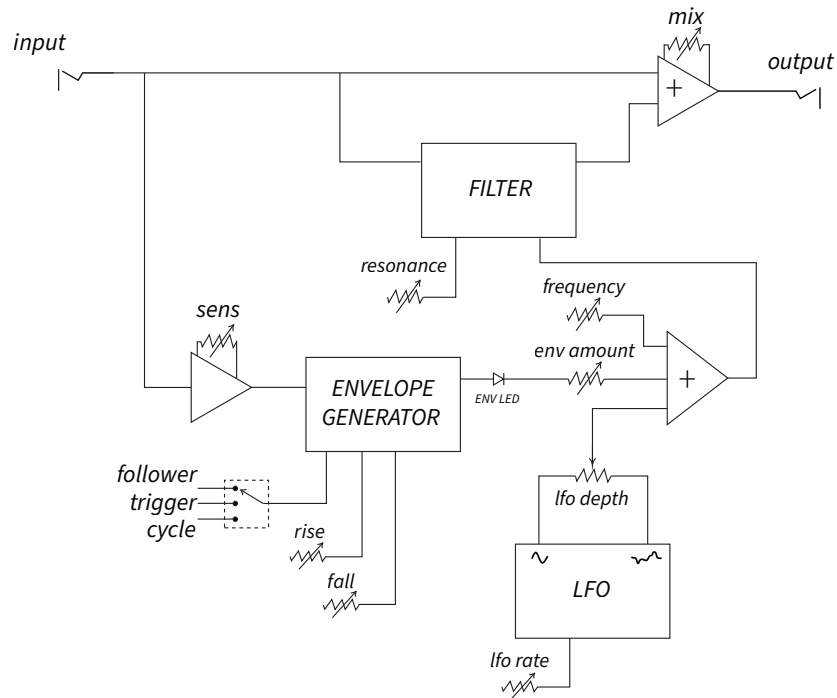 mix
input
output
+
FILTER
resonance
frequency
sens
env amount
+
ENVELOPE
GENERATOR
ENV LED
follower
trigger
cycle
lfo depth
rise
fall
LFO
lfo rate